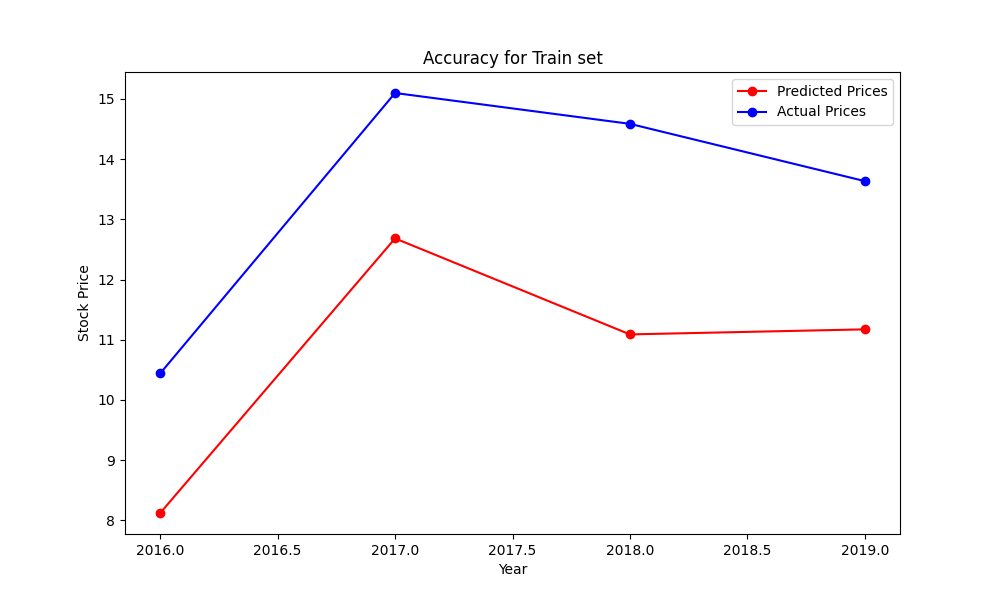 Accuracy for Train set
Predicted Prices
Actual Prices
15
14
13
12
11
10
9
8
Stock Price
2016.0 2016.5 2017.0 2017.5 2018.0 2018.5 2019.0
Year